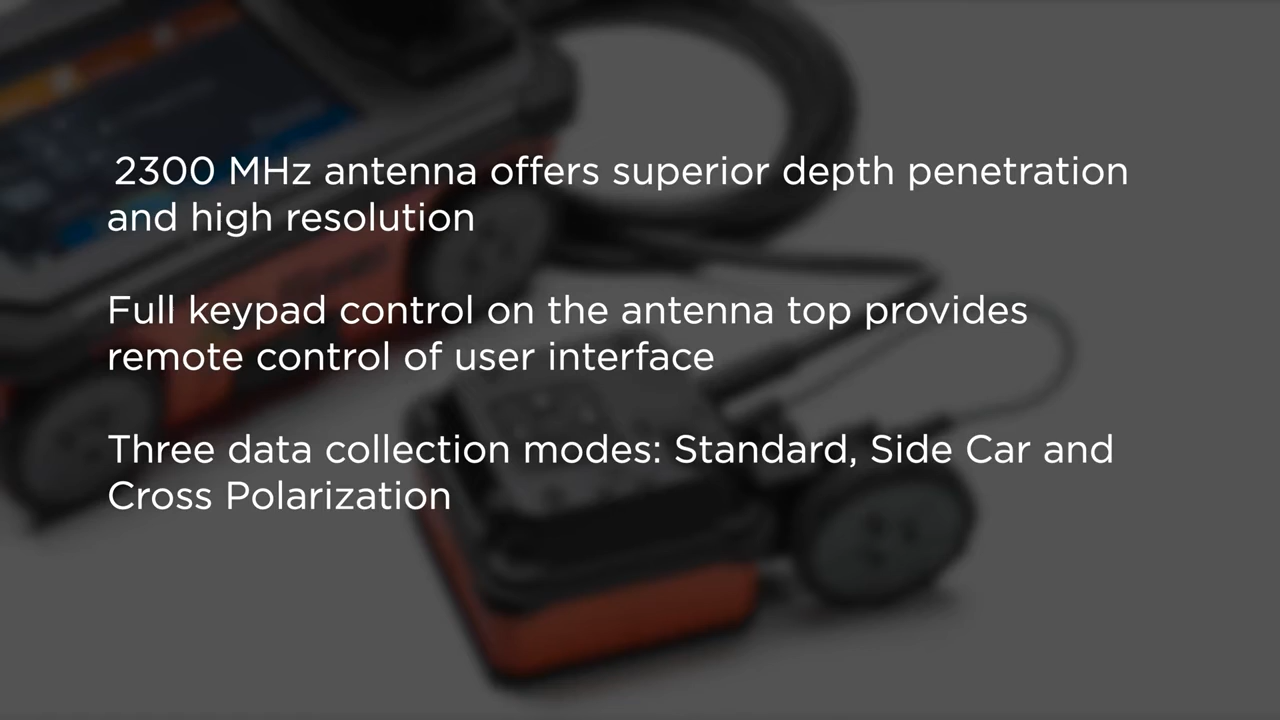 2300 MHz antenna offers superior depth penetration
and high resolution
Full keypad control on the antenna top provides
remote control of user interface
Three data collection modes: Standard, Side Car and
Cross Polarization